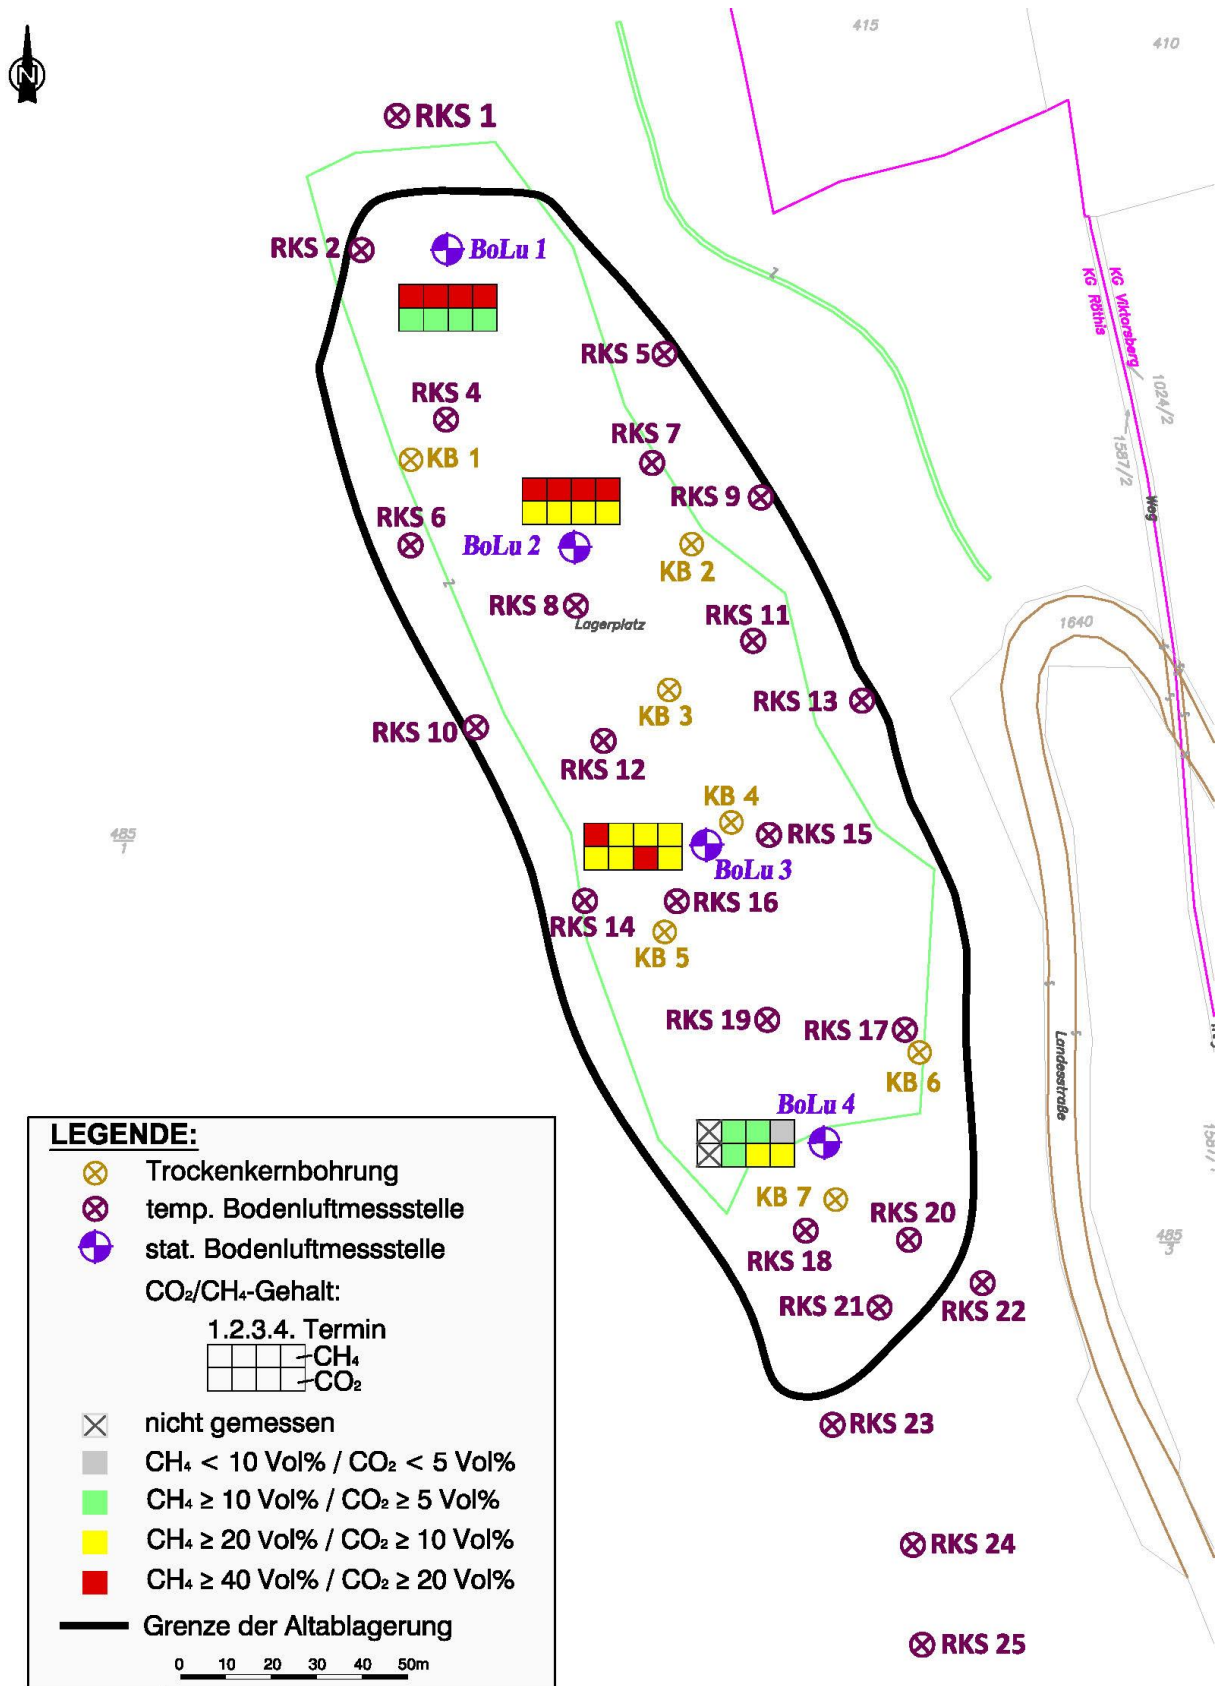 415
410
N
RKS 1
RKS 2
BoLu 1
KG Röthis
KG Viktorsberg
RKS 5
RKS 4
1024/2
1587/2
RKS 7
KB 1
RKS 9
Weg
RKS 6
BoLu 2
KB 2
RKS 8
Lagerplatz
RKS 11
1640
RKS 13
KB 3
RKS 10
RKS 12
KB 4
RKS 15
485
1
BoLu 3
RKS 16
RKS 14
KB 5
RKS 19
RKS 17
KB 6
Landesstraße
BoLu 4
KB 7
RKS 20
RKS 18
485
3
RKS 22
RKS 21
RKS 23
RKS 24
RKS 25
LEGENDE:
Trockenkernbohrung
temp. Bodenluftmessstelle
stat. Bodenluftmessstelle
CO₂/CH₄-Gehalt:
1.2.3.4. Termin
CH₄
CO₂
nicht gemessen
CH₄ < 10 Vol% / CO₂ < 5 Vol%
CH₄ ≥ 10 Vol% / CO₂ ≥ 5 Vol%
CH₄ ≥ 20 Vol% / CO₂ ≥ 10 Vol%
CH₄ ≥ 40 Vol% / CO₂ ≥ 20 Vol%
Grenze der Altablagerung
0 10 20 30 40 50m